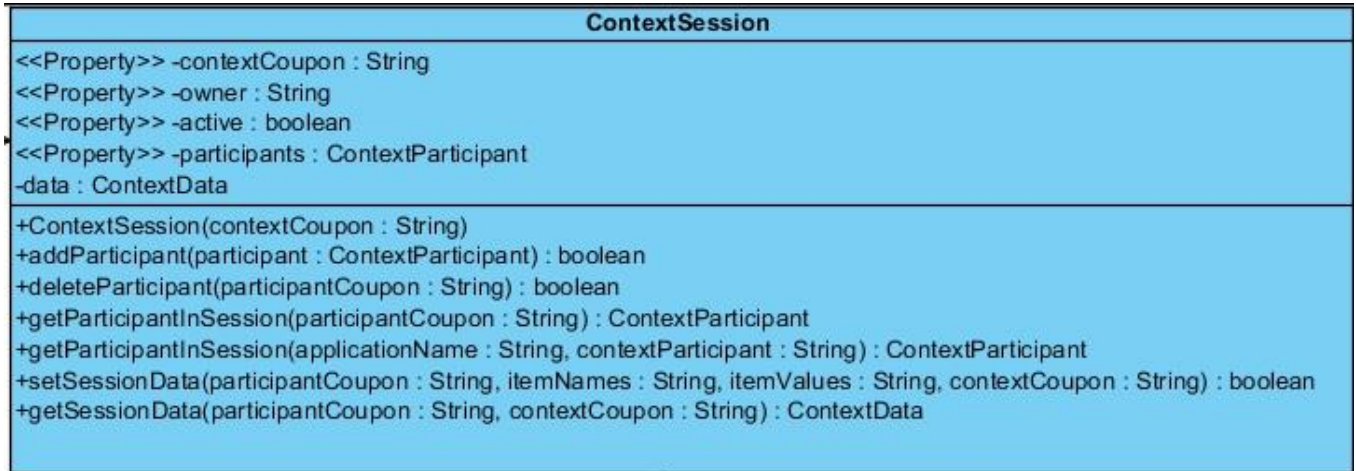 ContextSession
<<Property>> -contextCoupon : String
<<Property>> -owner : String
<<Property>> -active : boolean
<<Property>> -participants : ContextParticipant
-data : ContextData
+ContextSession(contextCoupon : String)
+addParticipant(participant : ContextParticipant) : boolean
+deleteParticipant(participantCoupon : String) : boolean
+getParticipantInSession(participantCoupon : String) : ContextParticipant
+getParticipantInSession(applicationName : String, contextParticipant : String) : ContextParticipant
+setSessionData(participantCoupon : String, itemNames : String, itemValues : String, contextCoupon : String) : boolean
+getSessionData(participantCoupon : String, contextCoupon : String) : ContextData